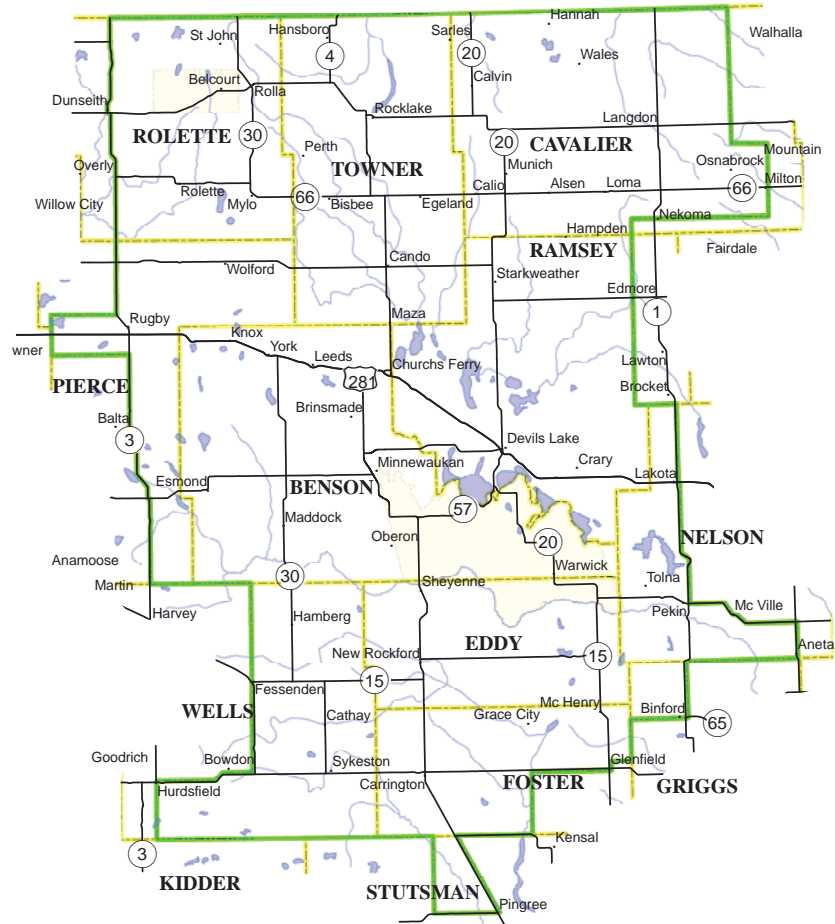 Hannah
Walhalla
St John
Hansboro
Sarles
4
20
Wales
Belcourt
Calvin
Dunseith
Rolla
Rocklake
Langdon
ROLETTE
30
20
CAVALIER
Mountain
Perth
TOWNER
Munich
Osnabrock
Overly
Calio
Alsen
Loma
66
Milton
Rolette
Mylo
66
Bisbee
Egeland
Willow City
Nekoma
Hampden
RAMSEY
Fairdale
Cando
Wolford
Starkweather
Edmore
Maza
1
Rugby
Knox
wner
York
Leeds
Churchs Ferry
Lawton
PIERCE
281
Brocket
Brinsmade
Balta
3
Devils Lake
Minnewaukan
Crary
Lakota
Esmond
BENSON
57
Maddock
Oberon
20
NELSON
Anamoose
Warwick
Martin
30
Sheyenne
Tolna
Harvey
Pekin
Mc Ville
Hamberg
EDDY
Aneta
New Rockford
15
15
Fessenden
WELLS
Mc Henry
Binford
Cathay
Grace City
65
Goodrich
Bowdon
Sykeston
Glenfield
Hurdsfield
Carrington
FOSTER
GRIGGS
Kensal
3
KIDDER
STUTSMAN
Pingree